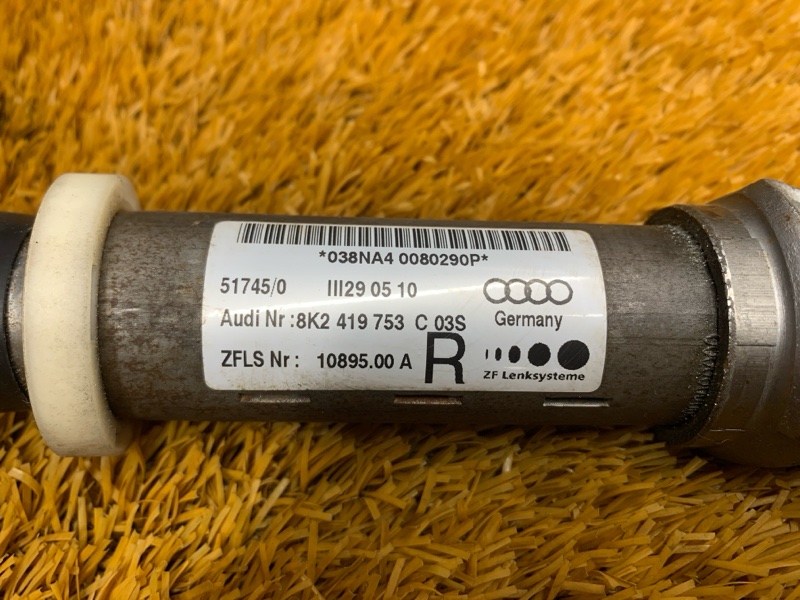 *038NA4 0080290P*
51745/0 III29 05 10
Audi Nr :8K2 419 753 C 03S
Germany
ZFLS Nr : 10895.00 A R
ZF Lenksysteme